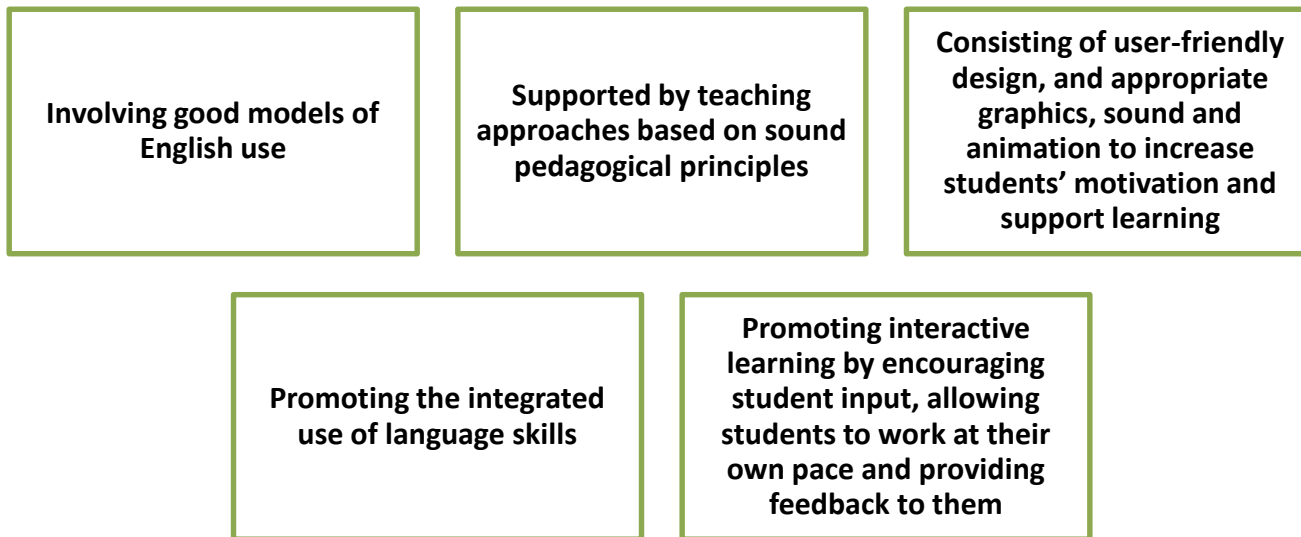 Involving good models of
English use
Supported by teaching
approaches based on sound
pedagogical principles
Consisting of user-friendly
design, and appropriate
graphics, sound and
animation to increase
students’ motivation and
support learning
Promoting the integrated
use of language skills
Promoting interactive
learning by encouraging
student input, allowing
students to work at their
own pace and providing
feedback to them